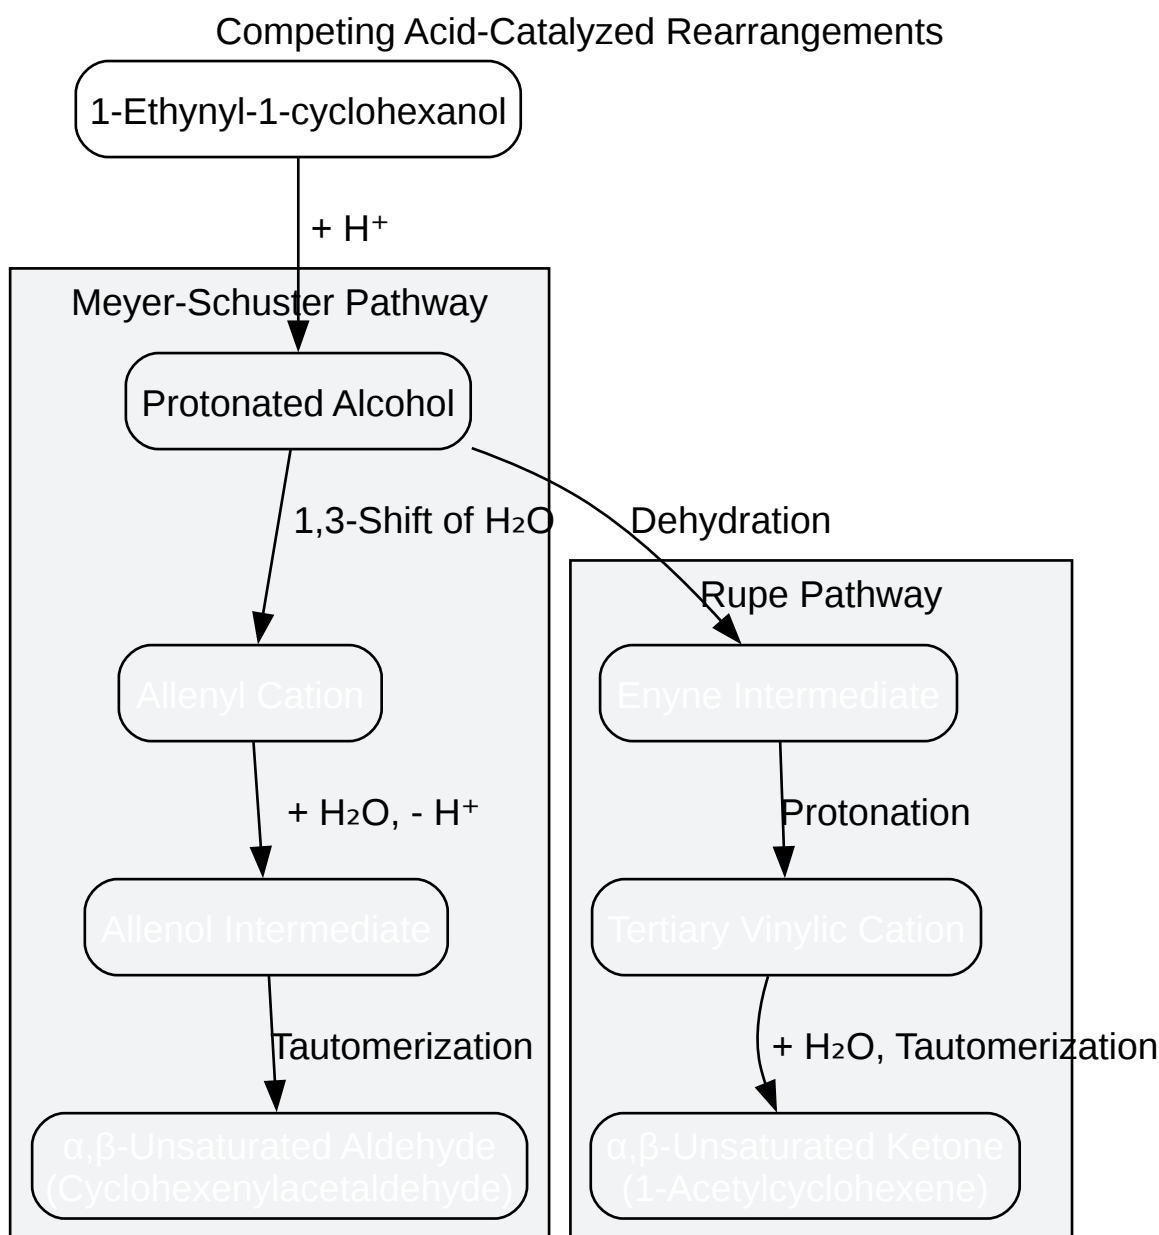 Competing Acid-Catalyzed Rearrangements
1-Ethynyl-1-cyclohexanol
+ H⁺
Meyer-Schuster Pathway
Protonated Alcohol
1,3-Shift of H₂O
Dehydration
Rupe Pathway
Allenyl Cation
Enyne Intermediate
+ H₂O, - H⁺
Protonation
Allenol Intermediate
Tertiary Vinylic Cation
Tautomerization
+ H₂O, Tautomerization
α,β-Unsaturated Aldehyde
(Cyclohexenylacetaldehyde)
α,β-Unsaturated Ketone
(1-Acetylcyclohexene)